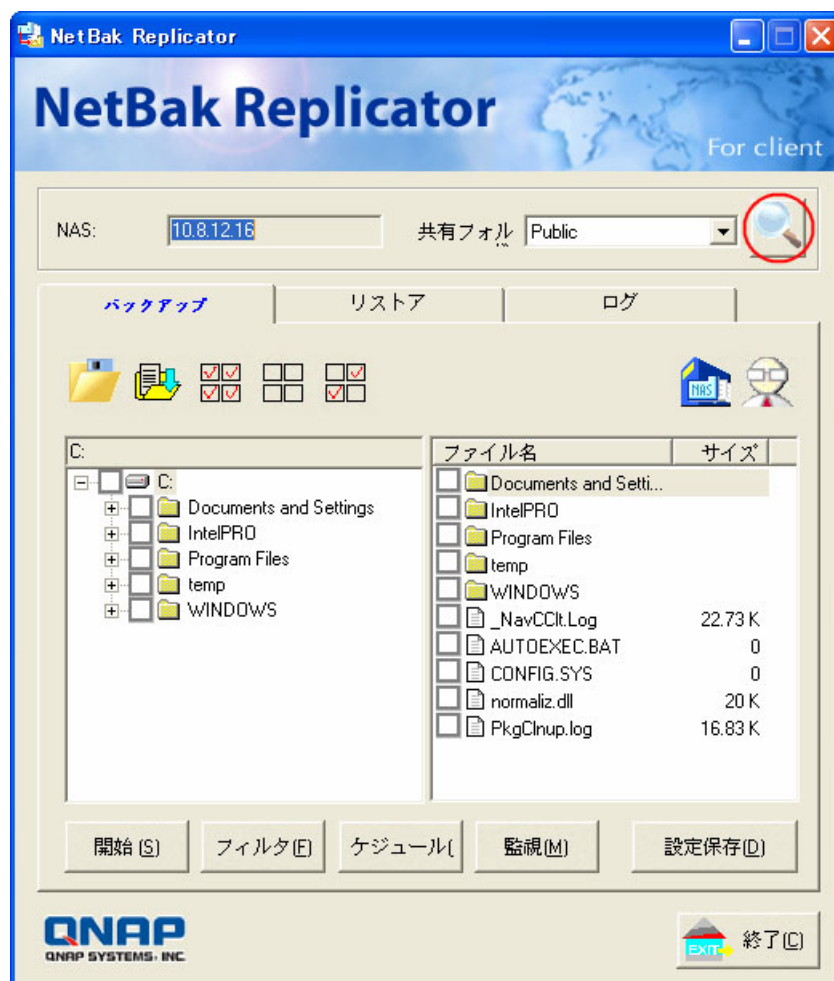 NetBak Replicator
NetBak Replicator
For client
NAS: 10.8.12.16 共有フォル Public
バックアップ リストア ログ
NAS
C:
C:
Documents and Settings
IntelPRO
Program Files
temp
WINDOWS
ファイル名 サイズ
Documents and Setti...
IntelPRO
Program Files
temp
WINDOWS
_NavCClt.Log 22.73 K
AUTOEXEC.BAT 0
CONFIG.SYS 0
normaliz.dll 20 K
PkgClnup.log 16.83 K
開始 (S) フィルタ(F) ケジュール( 監視(M) 設定保存(D)
QNAP
QNAP SYSTEMS, INC
EXIT 終了(C)